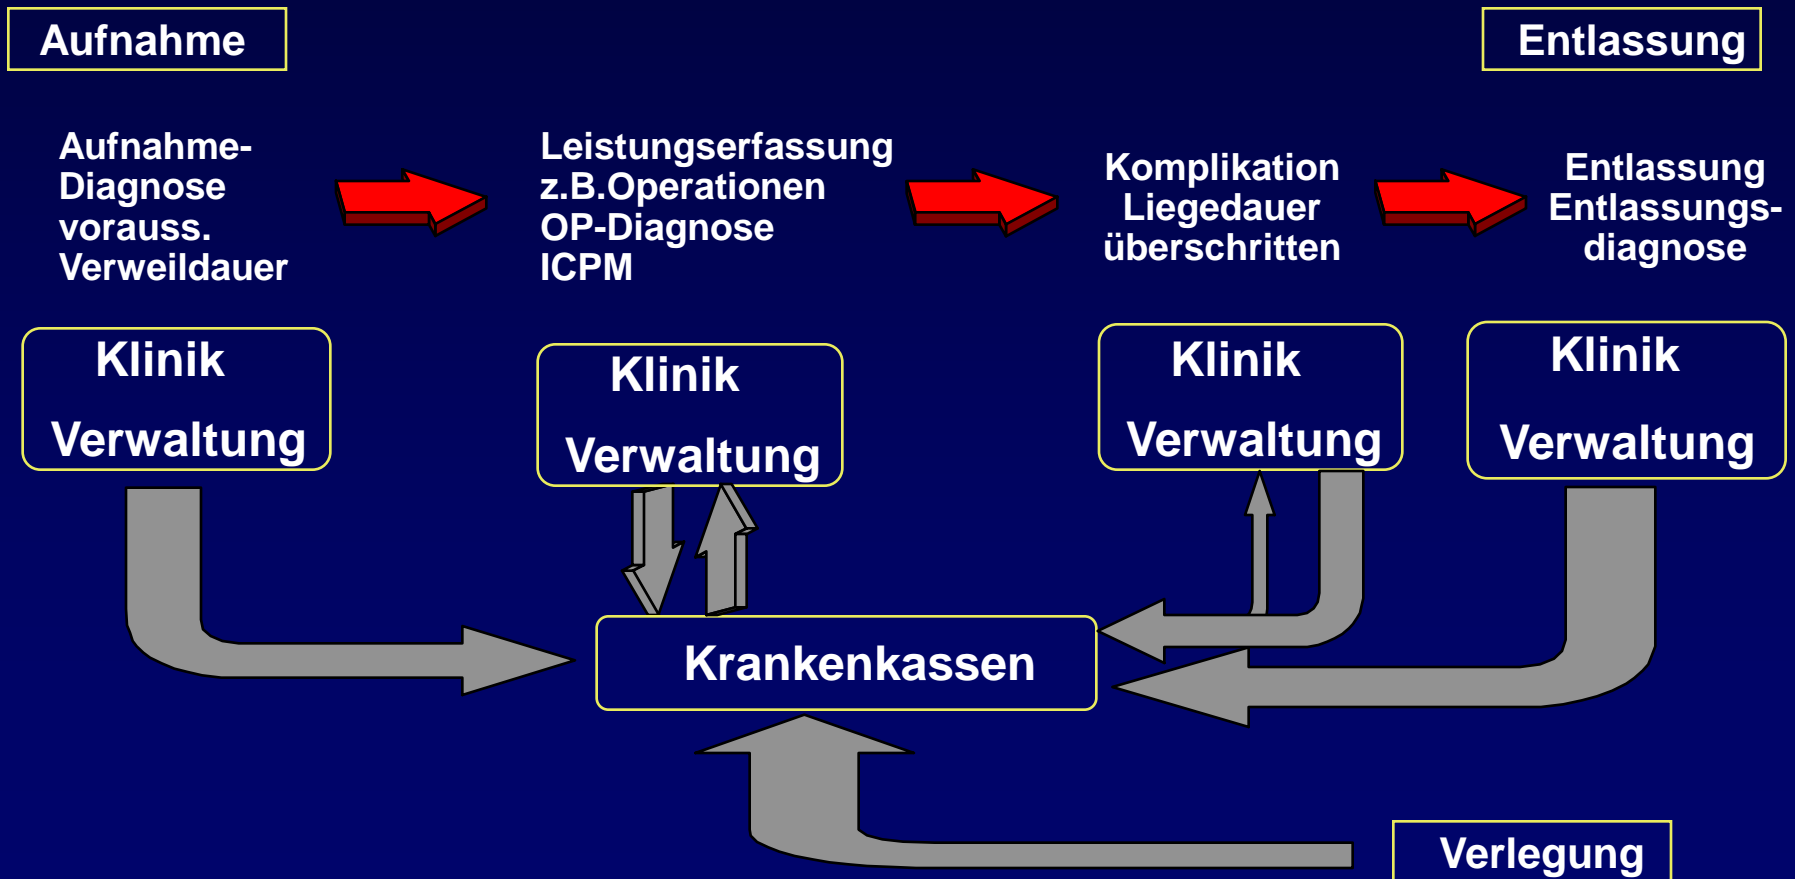 Aufnahme
Entlassung
Aufnahme-
Diagnose
vorauss.
Verweildauer
Leistungserfassung
z.B.Operationen
OP-Diagnose
ICPM
Komplikation
Liegedauer
überschritten
Entlassung
Entlassungs-
diagnose
Klinik
Verwaltung
Klinik
Verwaltung
Klinik
Verwaltung
Klinik
Verwaltung
Krankenkassen
Verlegung